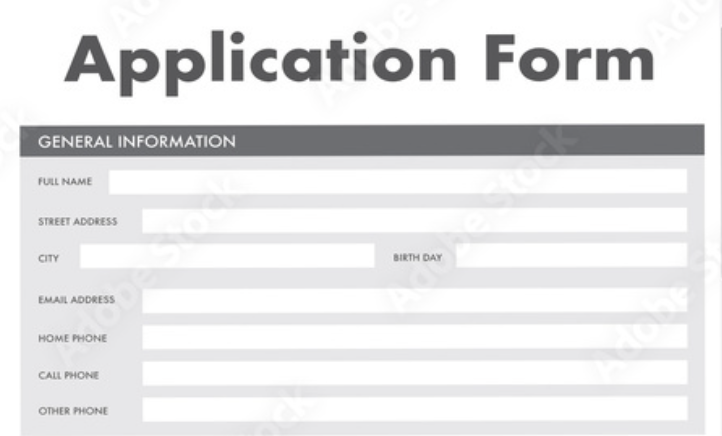 Application Form
GENERAL INFORMATION
FULL NAME
STREET ADDRESS
CITY BIRTH DAY
EMAIL ADDRESS
HOME PHONE
CALL PHONE
OTHER PHONE
Adobe Stock